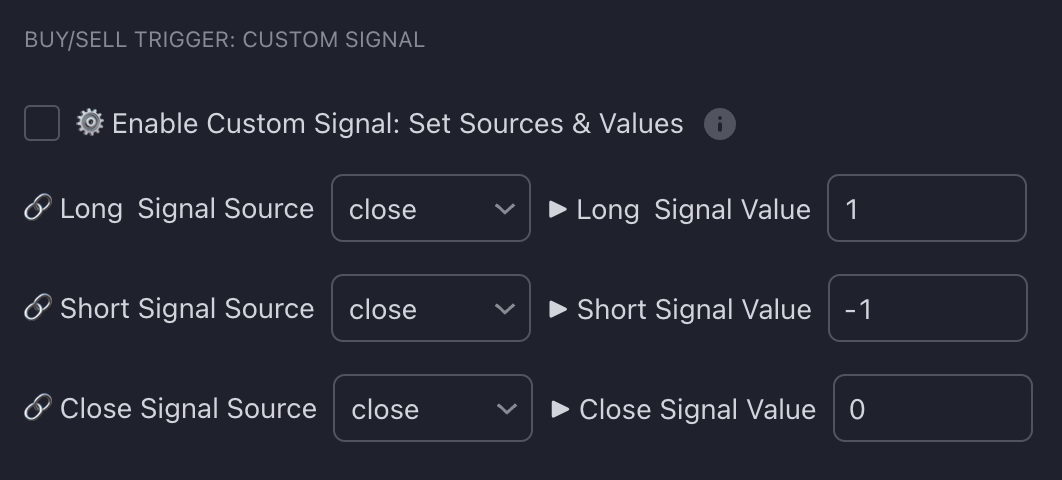 BUY/SELL TRIGGER: CUSTOM SIGNAL
⚙️ Enable Custom Signal: Set Sources & Values
🔗 Long Signal Source close ▶ Long Signal Value 1
🔗 Short Signal Source close ▶ Short Signal Value -1
🔗 Close Signal Source close ▶ Close Signal Value 0